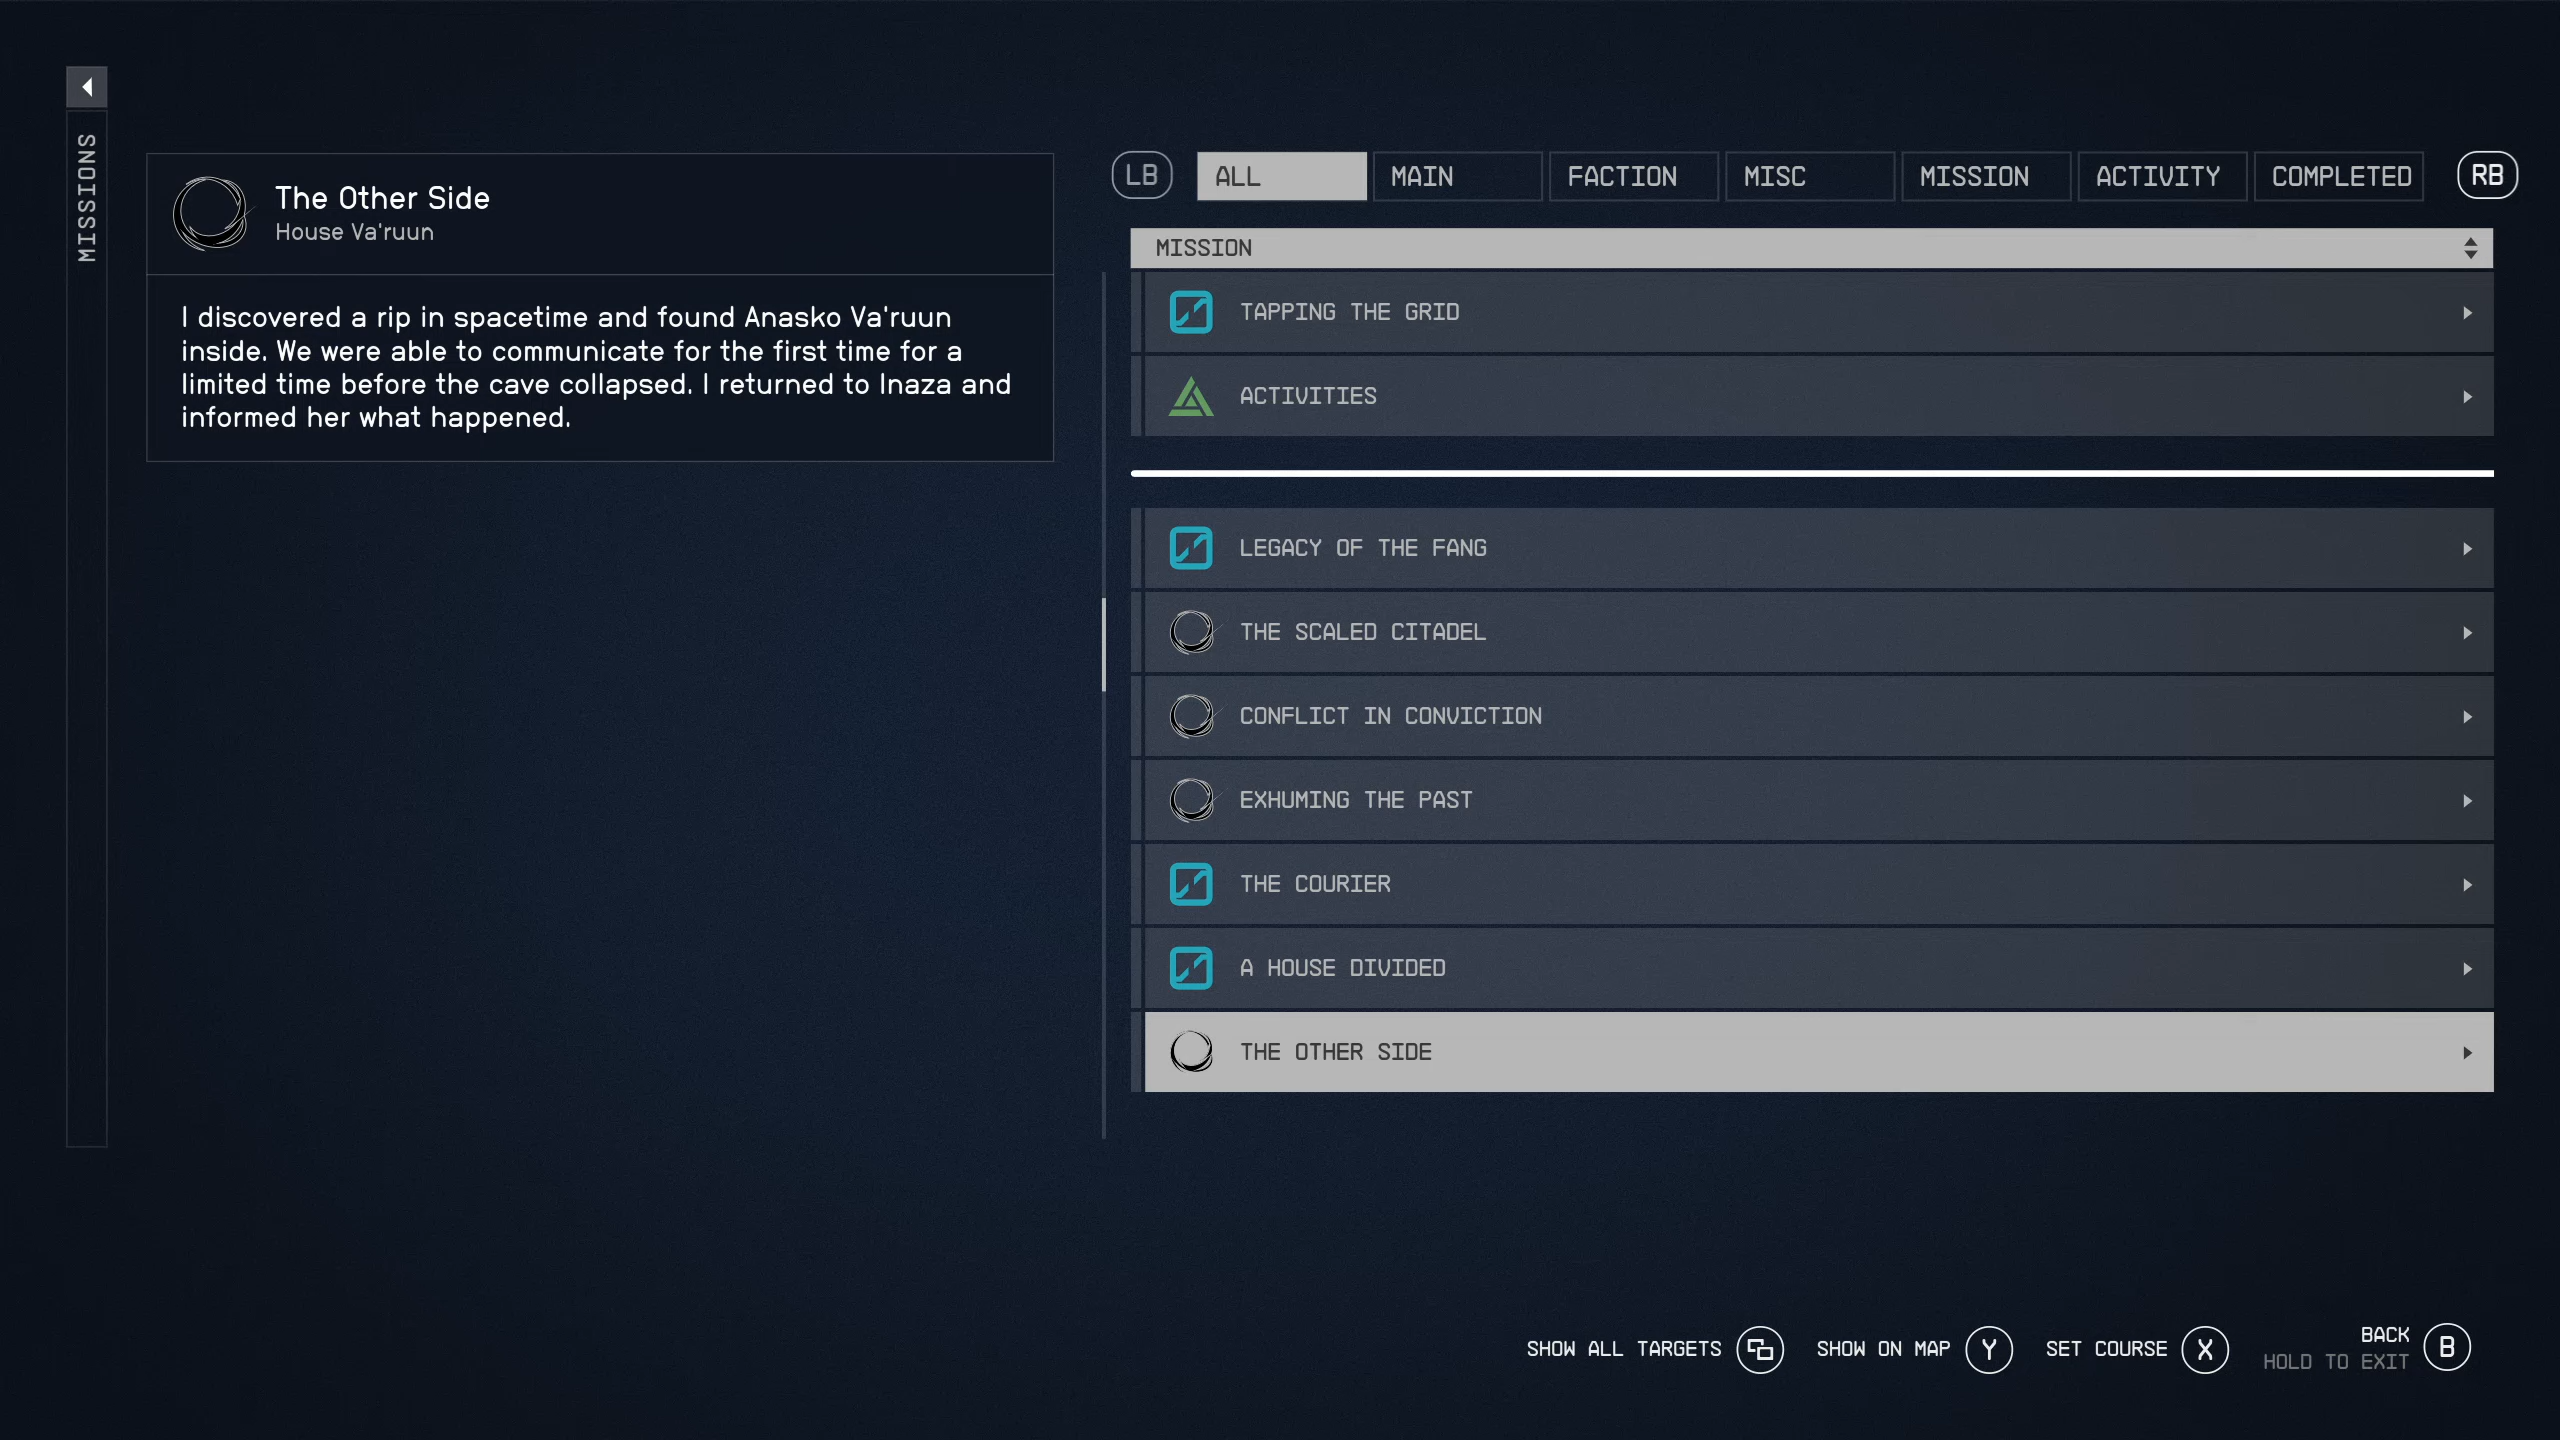 MISSIONS
The Other Side
House Va'ruun
I discovered a rip in spacetime and found Anasko Va'ruun
inside. We were able to communicate for the first time for a
limited time before the cave collapsed. I returned to Inaza and
informed her what happened.
LB ALL MAIN FACTION MISC MISSION ACTIVITY COMPLETED RB
MISSION
TAPPING THE GRID
ACTIVITIES
LEGACY OF THE FANG
THE SCALED CITADEL
CONFLICT IN CONVICTION
EXHUMING THE PAST
THE COURIER
A HOUSE DIVIDED
THE OTHER SIDE
SHOW ALL TARGETS SHOW ON MAP Y SET COURSE X BACK B
HOLD TO EXIT